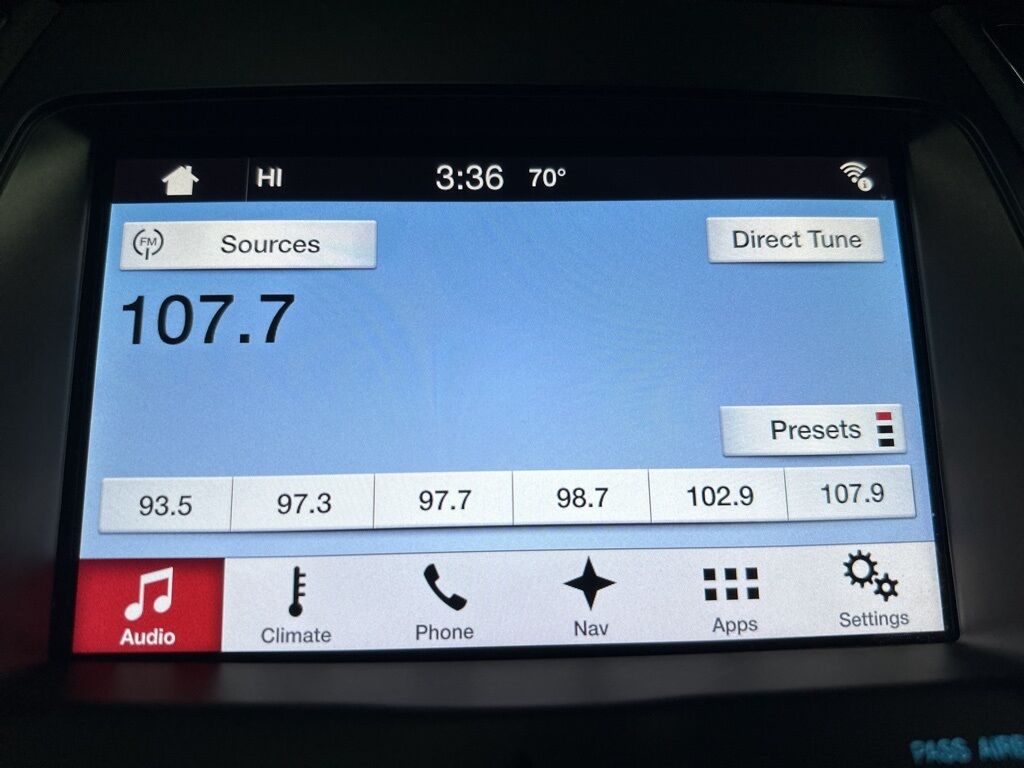 HI 3:36 70°
FM Sources Direct Tune
107.7
Presets
93.5 97.3 97.7 98.7 102.9 107.9
Audio Climate Phone Nav Apps Settings
PASS